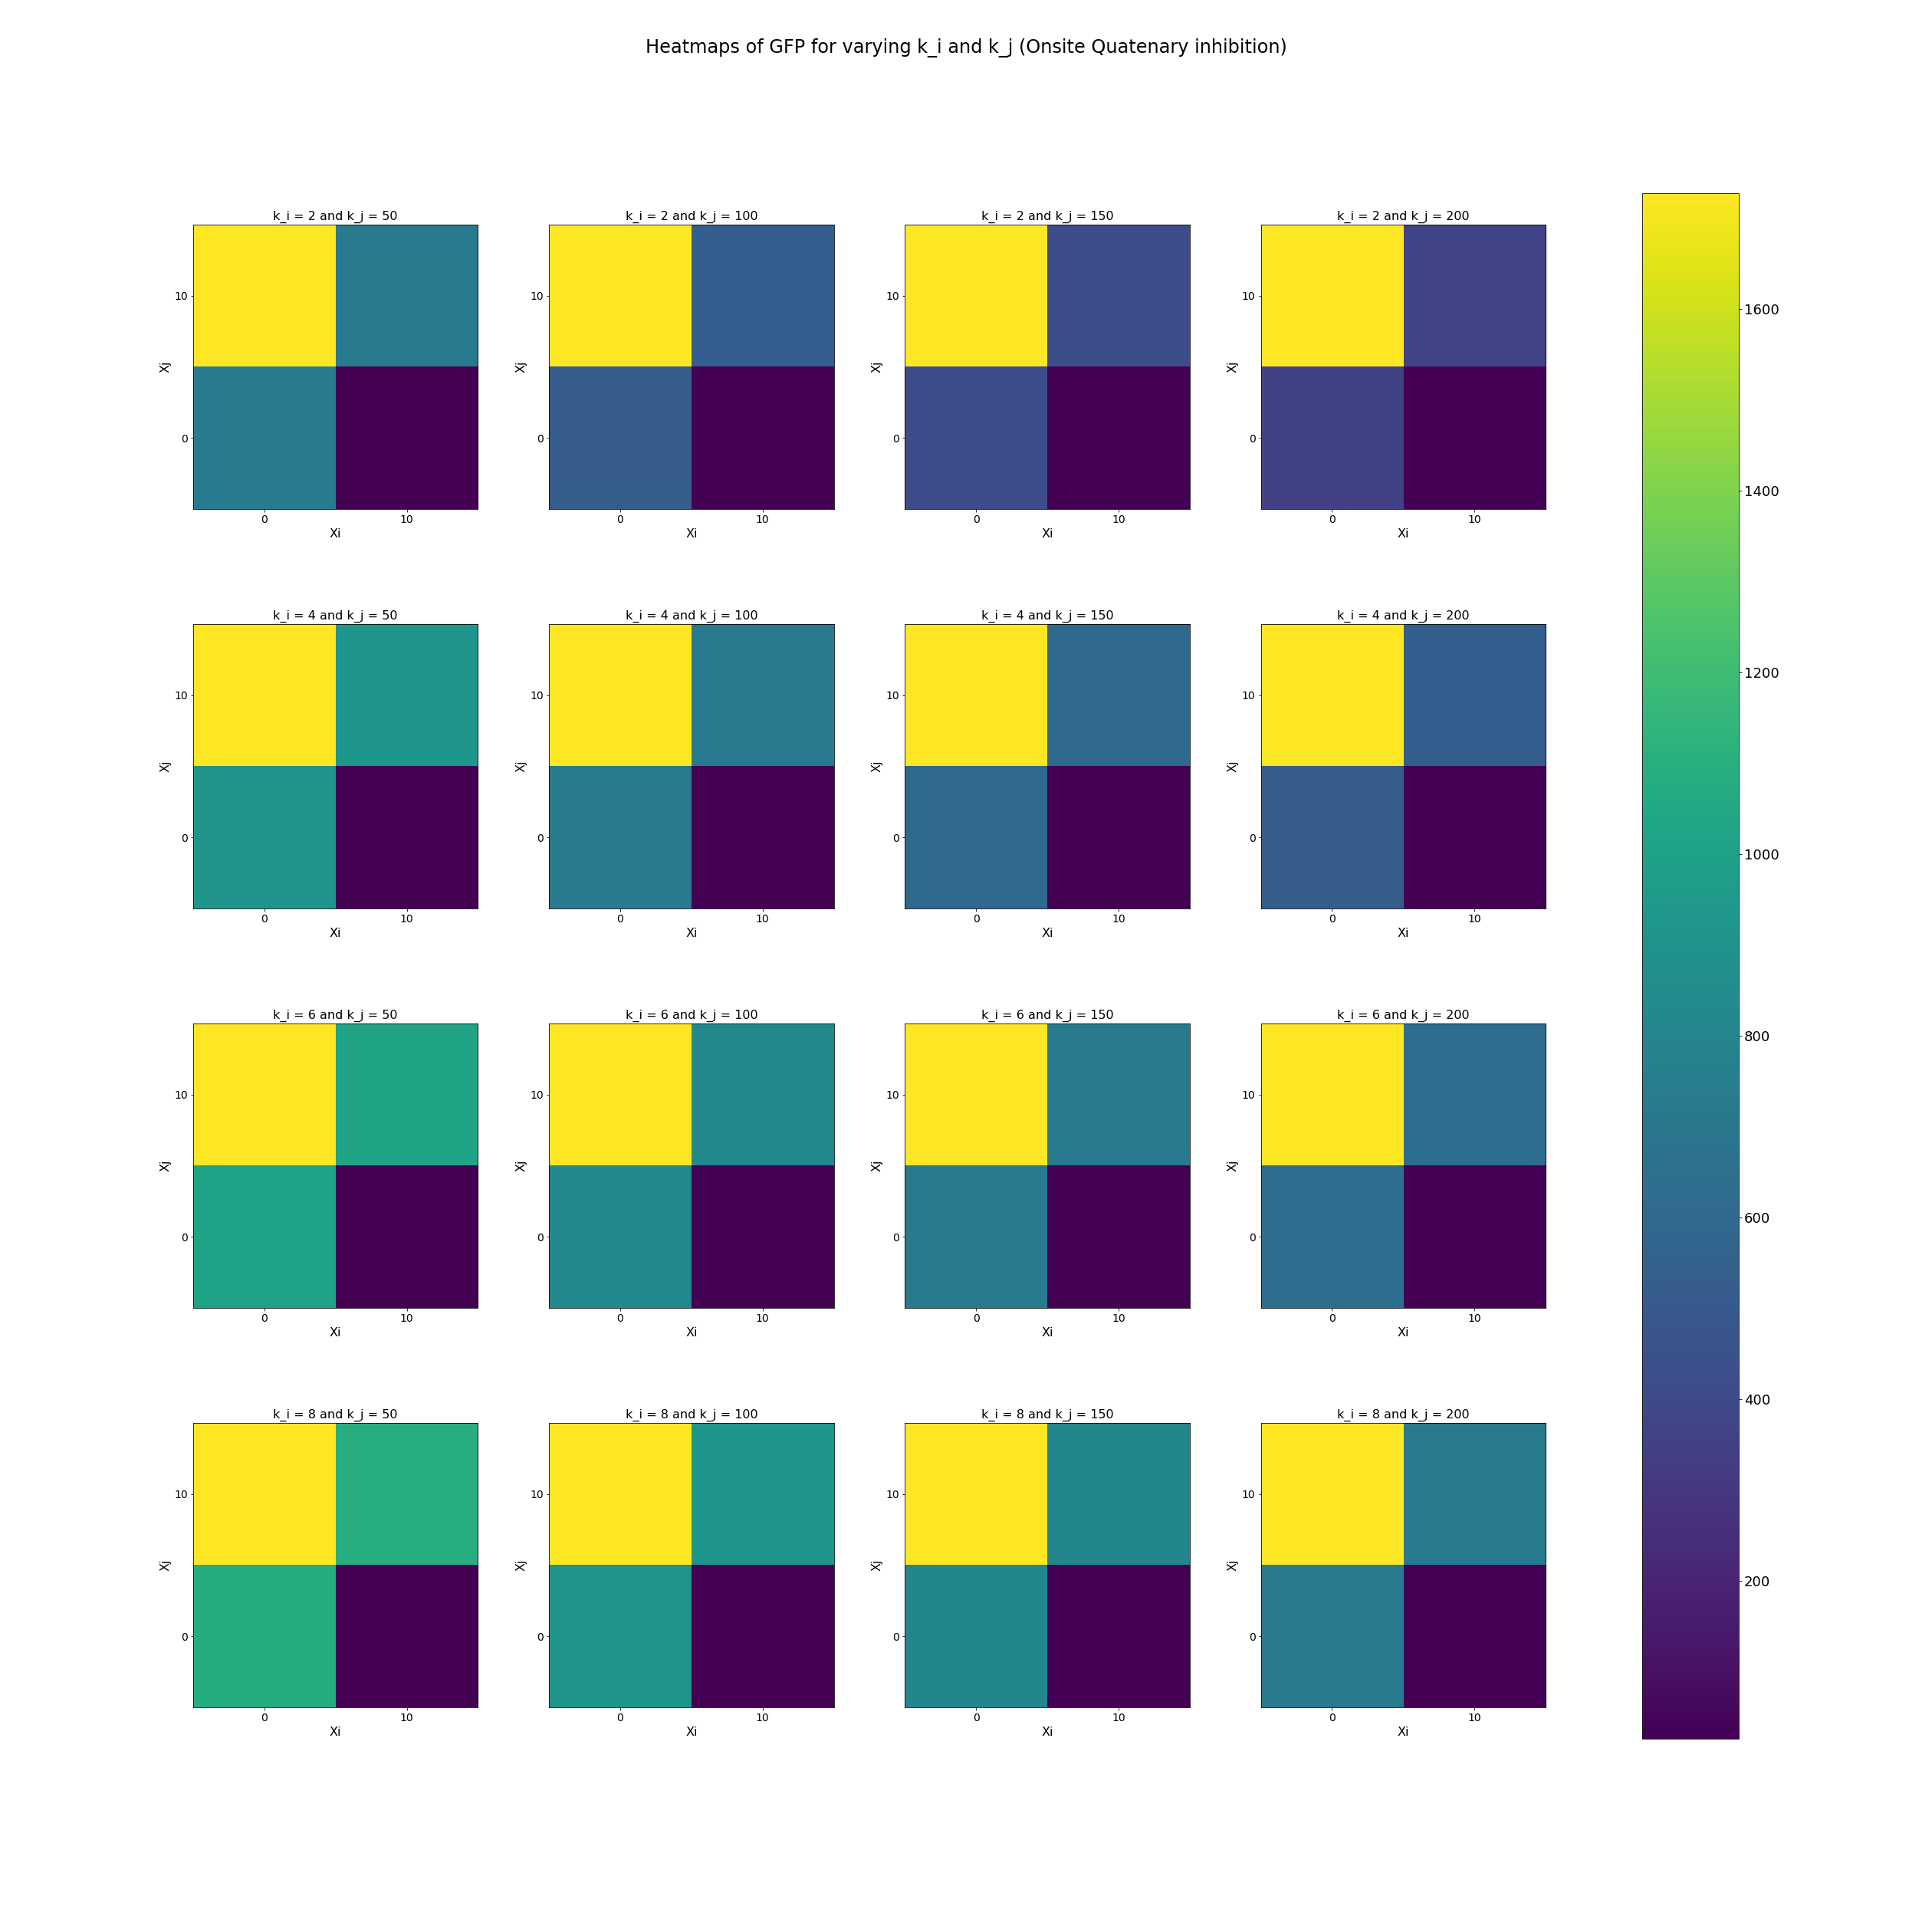 Heatmaps of GFP for varying k_i and k_j (Onsite Quatenary inhibition)
k_i = 2 and k_j = 50
k_i = 2 and k_j = 100
k_i = 2 and k_j = 150
k_i = 2 and k_j = 200
10
10
10
10
Xj
Xj
Xj
Xj
0
0
0
0
0 10
0 10
0 10
0 10
Xi
Xi
Xi
Xi
k_i = 4 and k_j = 50
k_i = 4 and k_j = 100
k_i = 4 and k_j = 150
k_i = 4 and k_j = 200
10
10
10
10
Xj
Xj
Xj
Xj
0
0
0
0
0 10
0 10
0 10
0 10
Xi
Xi
Xi
Xi
k_i = 6 and k_j = 50
k_i = 6 and k_j = 100
k_i = 6 and k_j = 150
k_i = 6 and k_j = 200
10
10
10
10
Xj
Xj
Xj
Xj
0
0
0
0
0 10
0 10
0 10
0 10
Xi
Xi
Xi
Xi
k_i = 8 and k_j = 50
k_i = 8 and k_j = 100
k_i = 8 and k_j = 150
k_i = 8 and k_j = 200
10
10
10
10
Xj
Xj
Xj
Xj
0
0
0
0
0 10
0 10
0 10
0 10
Xi
Xi
Xi
Xi
1600
1400
1200
1000
800
600
400
200